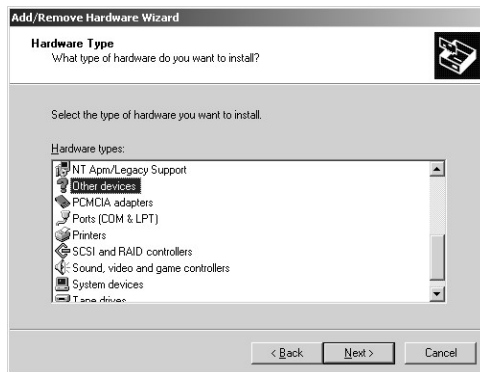 Add/Remove Hardware Wizard
Hardware Type
What type of hardware do you want to install?
Select the type of hardware you want to install.
Hardware types:
NT Apm/Legacy Support
Other devices
PCMCIA adapters
Ports (COM & LPT)
Printers
SCSI and RAID controllers
Sound, video and game controllers
System devices
Tape drives
< Back Next > Cancel